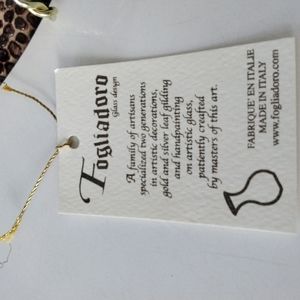 Fogliadoro
Glass design
A family of artisans
specialized two generations
in artistic decorations,
gold and silver leaf gilding
and handpainting
on artistic glass,
patiently crafted
by masters of this art.
FABRIQUE' EN ITALIE
MADE IN ITALY
www.fogliadoro.com